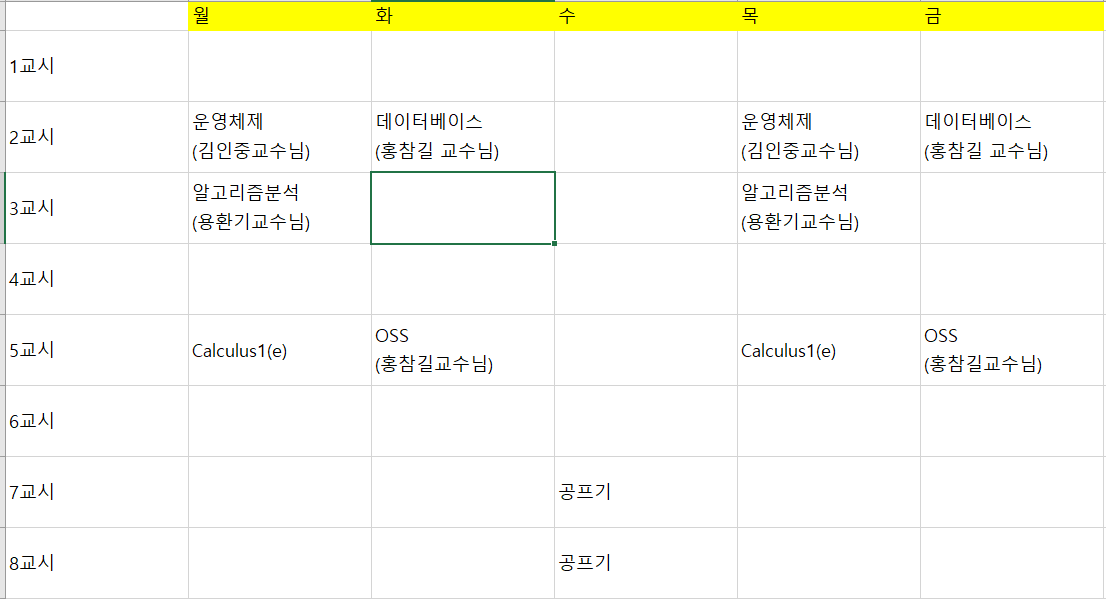 월 화 수 목 금
1교시
2교시
운영체제 데이터베이스 운영체제 데이터베이스
(김인중교수님) (홍참길 교수님) (김인중교수님) (홍참길 교수님)
3교시
알고리즘분석 알고리즘분석
(용환기교수님) (용환기교수님)
4교시
5교시
Calculus1(e) OSS Calculus1(e) OSS
(홍참길교수님) (홍참길교수님)
6교시
7교시 공프기
8교시 공프기